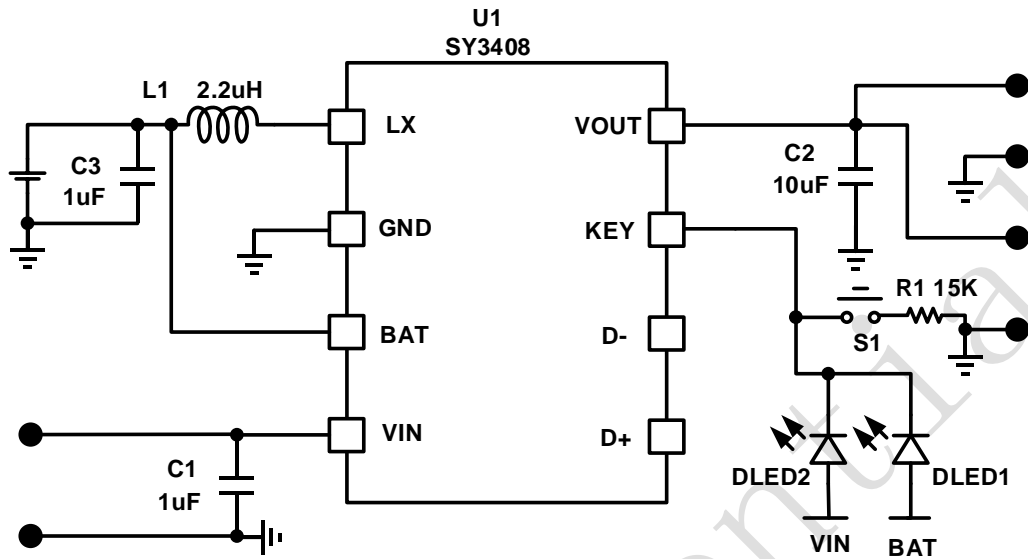 U1
SY3408
L1
2.2uH
LX
VOUT
C3
1uF
C2
10uF
GND
KEY
R1 15K
S1
BAT
D-
VIN
D+
C1
1uF
DLED2
DLED1
VIN
BAT